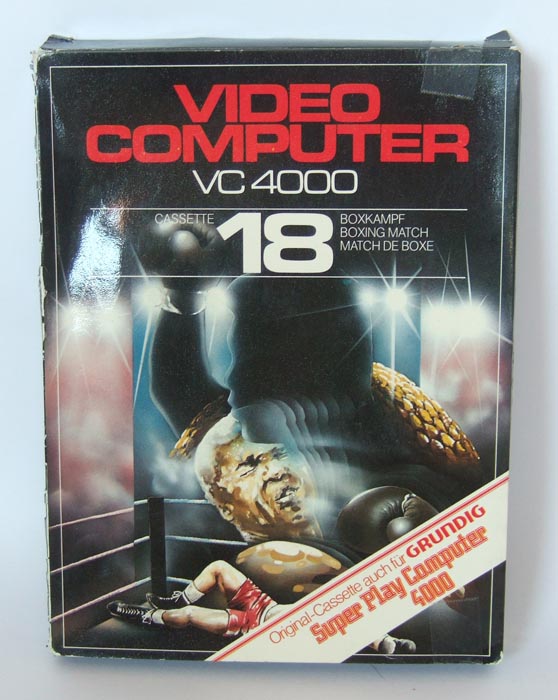 VIDEO
COMPUTER
VC 4000
CASSETTE
18
BOXKAMPF
BOXING MATCH
MATCH DE BOXE
Original-Cassette auch für GRUNDIG
Super Play Computer
4000